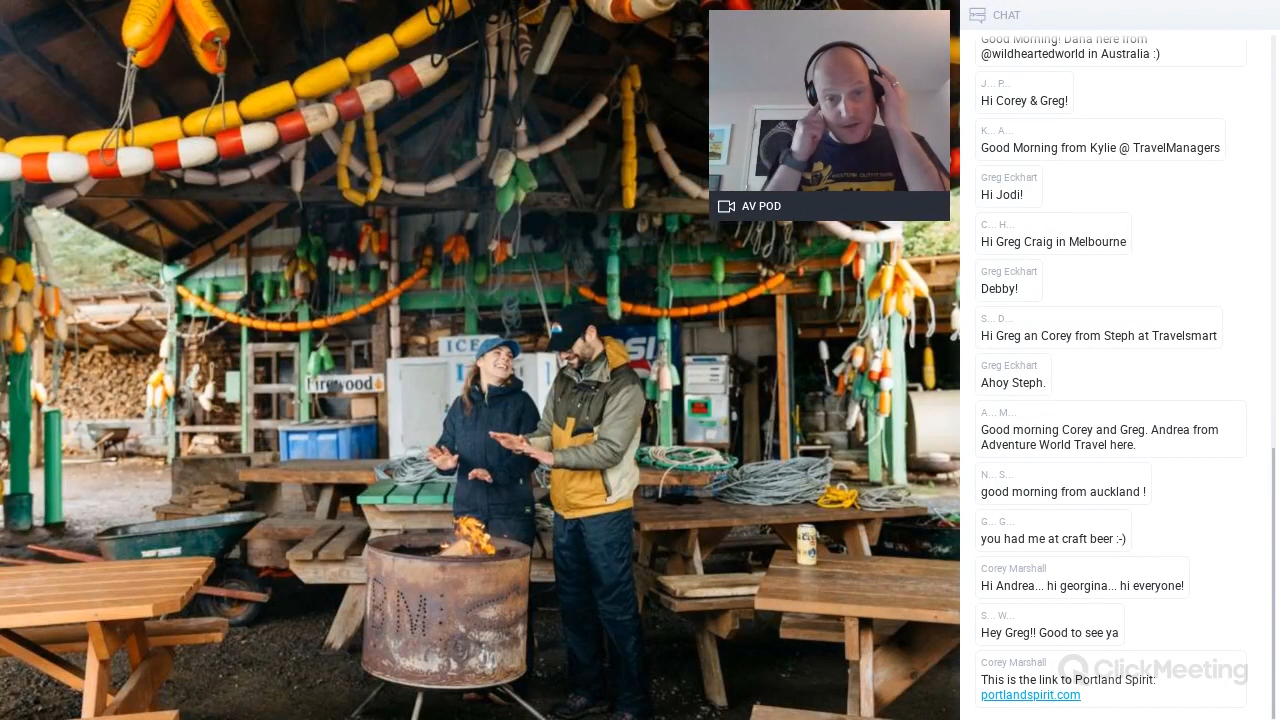 CHAT
Good Morning! Dana here from
@wildheartedworld in Australia :)
J... P...
Hi Corey & Greg!
K... A...
Good Morning from Kylie @ TravelManagers
Greg Eckhart
Hi Jodi!
C... H...
Hi Greg Craig in Melbourne
Greg Eckhart
Debby!
S... D...
Hi Greg an Corey from Steph at Travelsmart
Greg Eckhart
Ahoy Steph.
A... M...
Good morning Corey and Greg. Andrea from
Adventure World Travel here.
N... S...
good morning from auckland !
G... G...
you had me at craft beer :-)
Corey Marshall
Hi Andrea... hi georgina... hi everyone!
S... W...
Hey Greg!! Good to see ya
Corey Marshall
This is the link to Portland Spirit.
portlandspirit.com
ClickMeeting
AV POD
WESTERN OUTFITTERS
ICE
Firewood